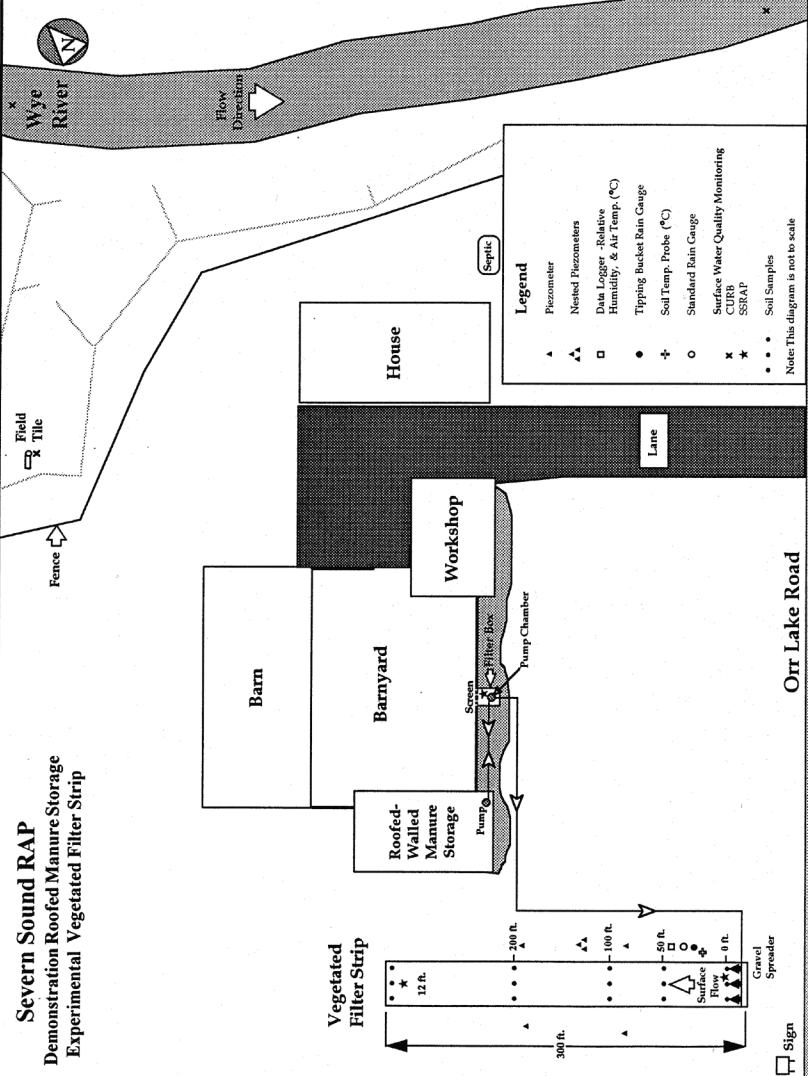 Severn Sound RAP
Demonstration Roofed Manure Storage
Experimental Vegetated Filter Strip
N
Wye
River
Flow
Direction
Field
Tile
Fence
Septic
House
Barn
Barnyard
Workshop
Lane
Screen
Filter Box
Pump Chamber
Roofed-
Walled
Manure
Storage
Pump
Vegetated
Filter Strip
12 ft.
200 ft.
100 ft.
50 ft.
0 ft.
Surface
Flow
Gravel
Spreader
300 ft.
Sign
Orr Lake Road
Legend
Piezometer
Nested Piezometers
Data Logger -Relative
Humidity, & Air Temp. (°C)
Tipping Bucket Rain Gauge
Soil Temp. Probe (°C)
Standard Rain Gauge
Surface Water Quality Monitoring
CURB
SSRAP
Soil Samples
Note: This diagram is not to scale